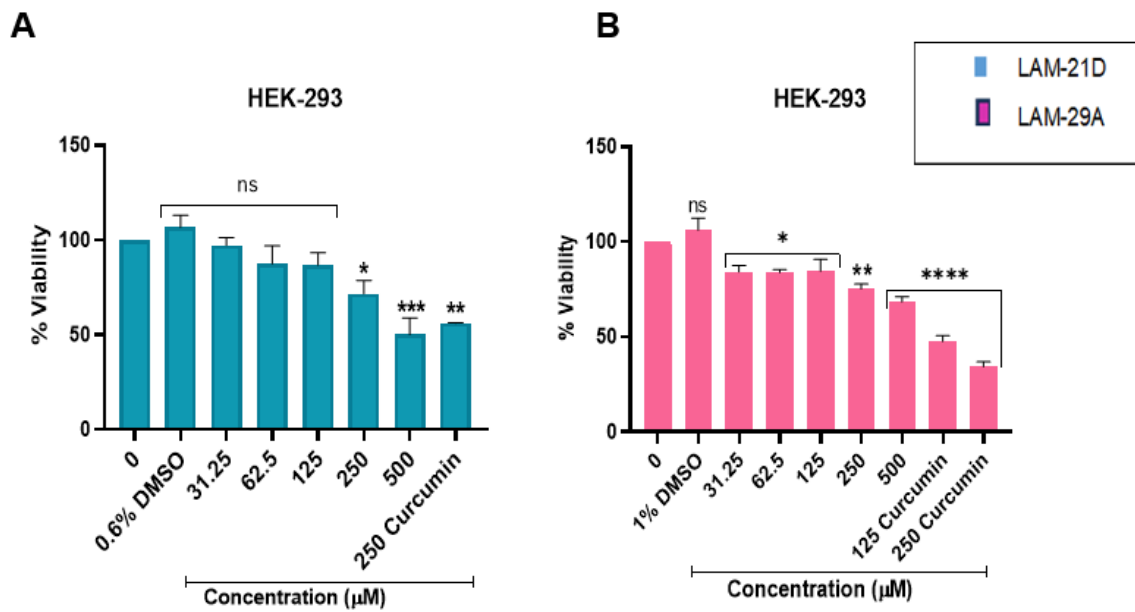 A
HEK-293
% Viability
150
100
50
0
ns
*
***
**
0
0.6% DMSO
31.25
62.5
125
250
500
250 Curcumin
Concentration (μM)
B
LAM-21D
LAM-29A
HEK-293
% Viability
150
100
50
0
ns
*
**
****
0
1% DMSO
31.25
62.5
125
250
500
125 Curcumin
250 Curcumin
Concentration (μM)